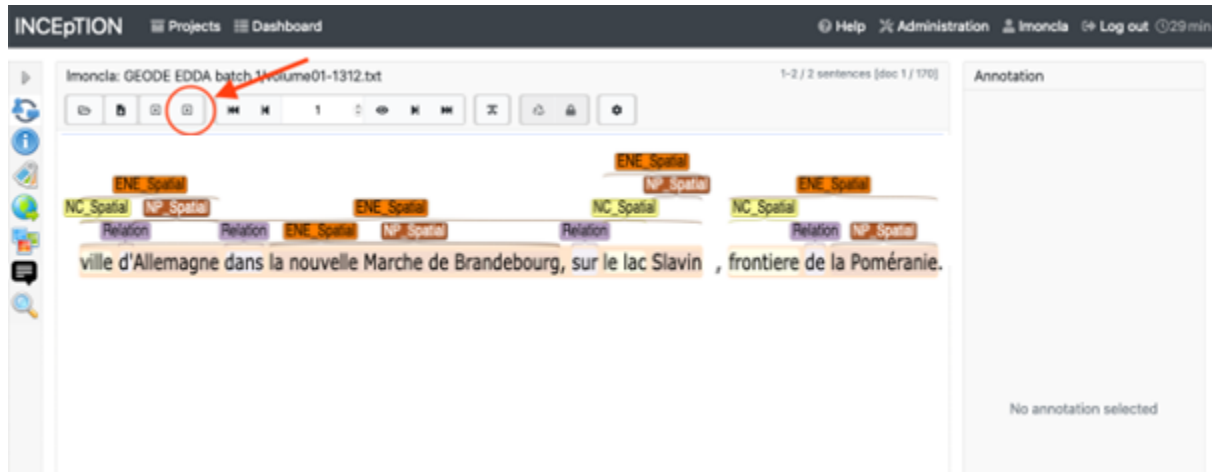 INCEpTION Projects Dashboard Help Administration lmoncla Log out 29 min
lmoncla: GEODE EDDA batch 1/volume01-1312.txt 1-2 / 2 sentences [doc 1 / 170] Annotation
1
ENE_Spatial
ENE_Spatial NP_Spatial ENE_Spatial
NC_Spatial NP_Spatial ENE_Spatial NC_Spatial NC_Spatial
Relation Relation ENE_Spatial NP_Spatial Relation Relation NP_Spatial
ville d'Allemagne dans la nouvelle Marche de Brandebourg, sur le lac Slavin , frontiere de la Poméranie.
No annotation selected